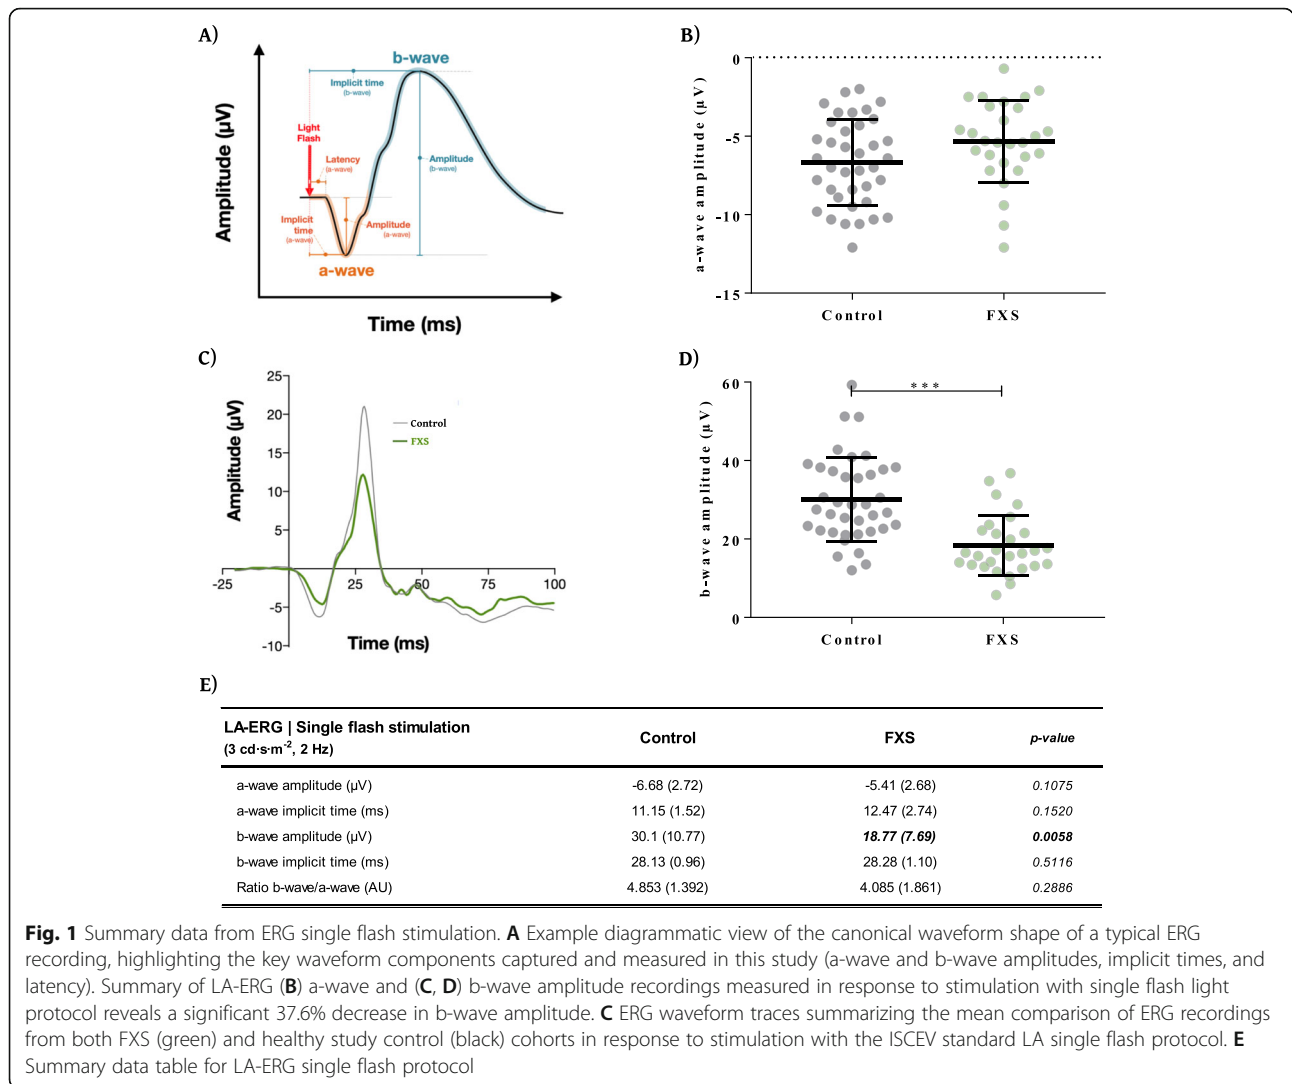 A)
b-wave
Implicit time
(b-wave)
Light
Flash
Latency
(a-wave)
Amplitude
(b-wave)
Implicit
time
(a-wave)
Amplitude
(a-wave)
a-wave
Amplitude (µV)
Time (ms)
B)
a-wave amplitude (µV)
0
-5
-10
-15
Control
FXS
C)
Amplitude (µV)
25
20
15
10
5
-5
-10
-25
0
25
50
75
100
Control
FXS
Time (ms)
D)
b-wave amplitude (µV)
60
40
20
0
***
Control
FXS
E)
LA-ERG | Single flash stimulation
(3 cd·s·m-2, 2 Hz)
Control
FXS
p-value
a-wave amplitude (µV) -6.68 (2.72) -5.41 (2.68) 0.1075
a-wave implicit time (ms) 11.15 (1.52) 12.47 (2.74) 0.1520
b-wave amplitude (µV) 30.1 (10.77) 18.77 (7.69) 0.0058
b-wave implicit time (ms) 28.13 (0.96) 28.28 (1.10) 0.5116
Ratio b-wave/a-wave (AU) 4.853 (1.392) 4.085 (1.861) 0.2886
Fig. 1 Summary data from ERG single flash stimulation. A Example diagrammatic view of the canonical waveform shape of a typical ERG
recording, highlighting the key waveform components captured and measured in this study (a-wave and b-wave amplitudes, implicit times, and
latency). Summary of LA-ERG (B) a-wave and (C, D) b-wave amplitude recordings measured in response to stimulation with single flash light
protocol reveals a significant 37.6% decrease in b-wave amplitude. C ERG waveform traces summarizing the mean comparison of ERG recordings
from both FXS (green) and healthy study control (black) cohorts in response to stimulation with the ISCEV standard LA single flash protocol. E
Summary data table for LA-ERG single flash protocol